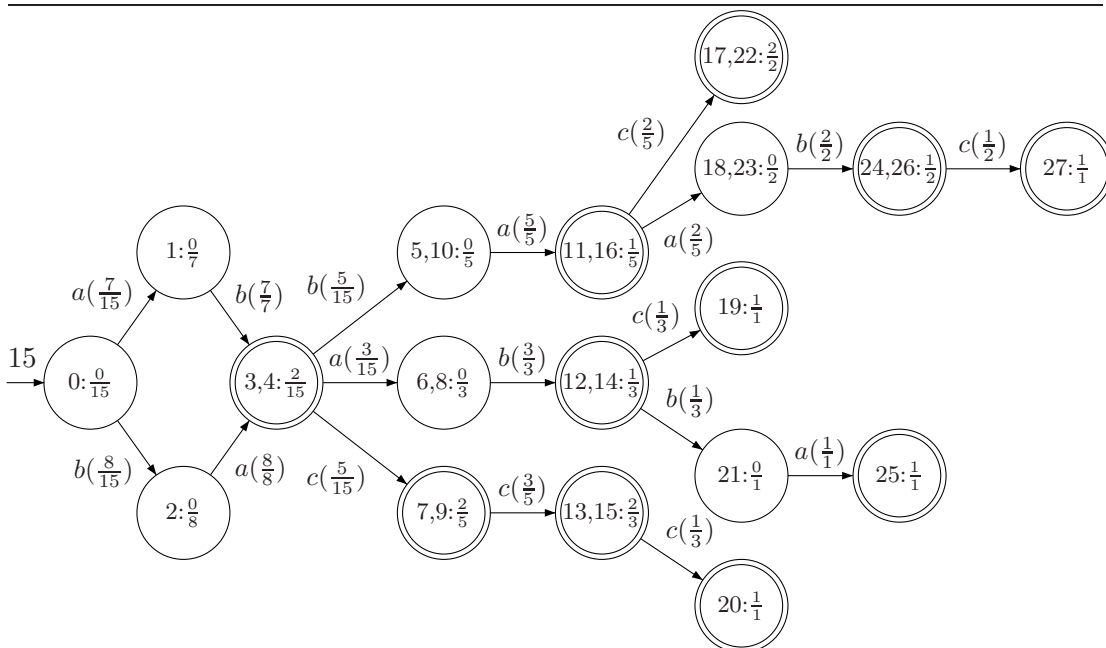 17,22:2/2
c(2/5)
18,23:0/2
b(2/2)
24,26:1/2
c(1/2)
27:1/1
1:0/7
a(7/15)
b(7/7)
5,10:0/5
b(5/15)
a(5/5)
11,16:1/5
a(2/5)
15
0:0/15
3,4:2/15
a(3/15)
6,8:0/3
b(3/3)
12,14:1/3
c(1/3)
19:1/1
b(1/3)
b(8/15)
2:0/8
a(8/8)
c(5/15)
7,9:2/5
c(3/5)
13,15:2/3
c(1/3)
21:0/1
a(1/1)
25:1/1
20:1/1